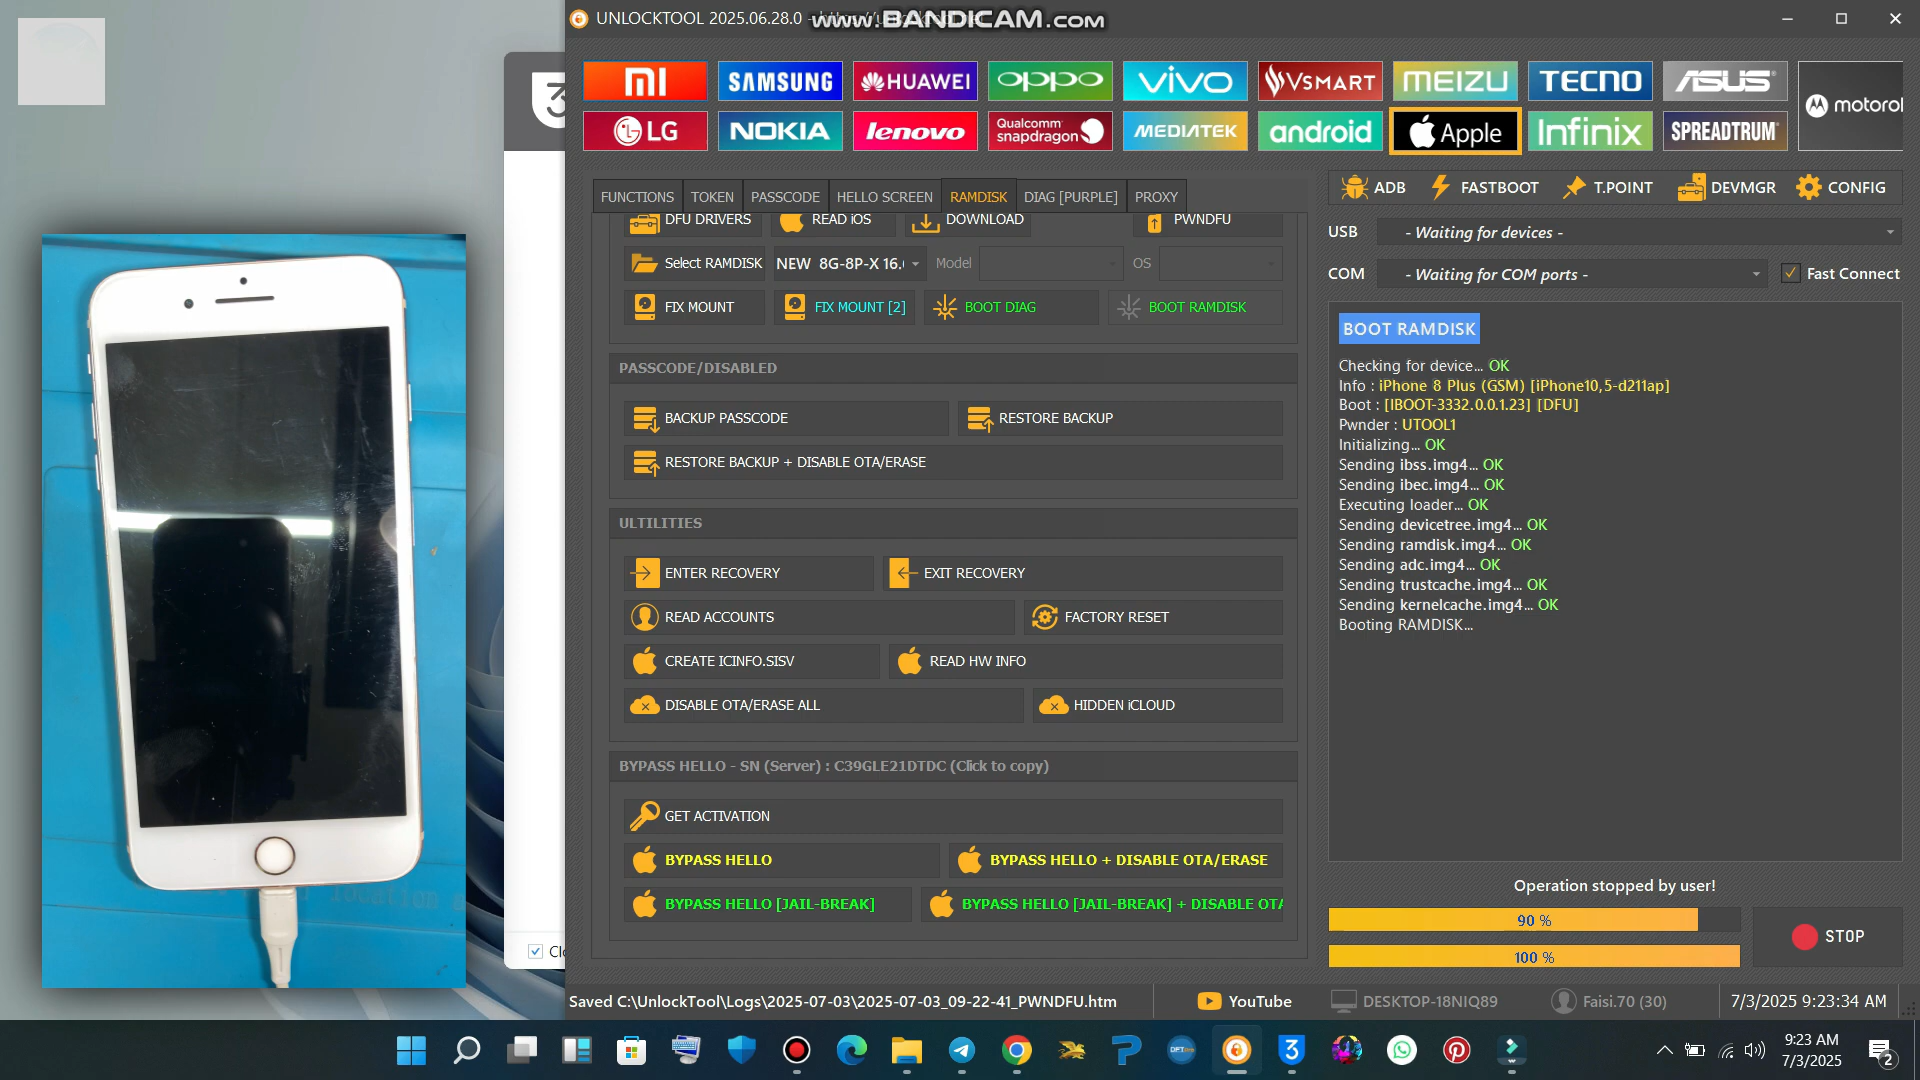 UNLOCKTOOL 2025.06.28.0
www.BANDICAM.com
SAMSUNG
HUAWEI
oppo
vivo
VSMART
MEIZU
TECNO
ASUS
motorol
LG
NOKIA
lenovo
Qualcomm snapdragon
MEDIATEK
android
Apple
Infinix
SPREADTRUM
FUNCTIONS
TOKEN
PASSCODE
HELLO SCREEN
RAMDISK
DIAG [PURPLE]
PROXY
ADB
FASTBOOT
T.POINT
DEVMGR
CONFIG
DFU DRIVERS
READ iOS
DOWNLOAD
PWNDFU
USB
- Waiting for devices -
Select RAMDISK
NEW 8G-8P-X 16.
Model
OS
COM
- Waiting for COM ports -
Fast Connect
FIX MOUNT
FIX MOUNT [2]
BOOT DIAG
BOOT RAMDISK
PASSCODE/DISABLED
BACKUP PASSCODE
RESTORE BACKUP
RESTORE BACKUP + DISABLE OTA/ERASE
ULTILITIES
ENTER RECOVERY
EXIT RECOVERY
READ ACCOUNTS
FACTORY RESET
CREATE ICINFO.SISV
READ HW INFO
DISABLE OTA/ERASE ALL
HIDDEN iCLOUD
BYPASS HELLO - SN (Server) : C39GLE21DTDC (Click to copy)
GET ACTIVATION
BYPASS HELLO
BYPASS HELLO + DISABLE OTA/ERASE
BYPASS HELLO [JAIL-BREAK]
BYPASS HELLO [JAIL-BREAK] + DISABLE OTA
BOOT RAMDISK
Checking for device... OK
Info : iPhone 8 Plus (GSM) [iPhone10,5-d211ap]
Boot : [IBOOT-3332.0.0.1.23] [DFU]
Pwnder : UTOOL1
Initializing... OK
Sending ibss.img4... OK
Sending ibec.img4... OK
Executing loader... OK
Sending devicetree.img4... OK
Sending ramdisk.img4... OK
Sending adc.img4... OK
Sending trustcache.img4... OK
Sending kernelcache.img4... OK
Booting RAMDISK...
Operation stopped by user!
90 %
100 %
STOP
Clo
Saved C:\UnlockTool\Logs\2025-07-03\2025-07-03_09-22-41_PWNDFU.htm
YouTube
DESKTOP-18NIQ89
Faisi.70 (30)
7/3/2025 9:23:34 AM
9:23 AM
7/3/2025
2